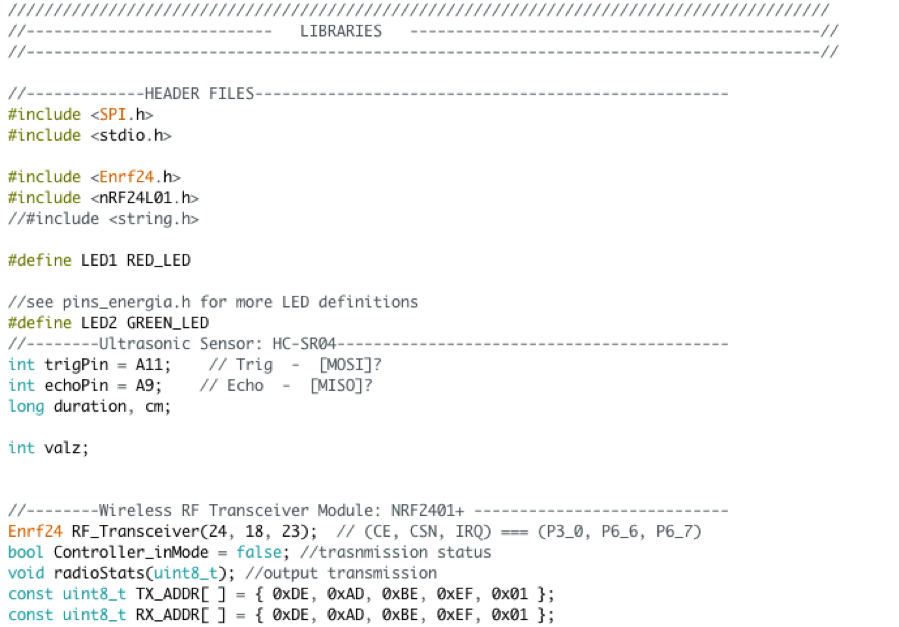 //////////////////////////////////////////////////////////////////////////////////////////
//---------------------------   LIBRARIES   ---------------------------------------------//
//---------------------------------------------------------------------------------------//
//-------------HEADER FILES----------------------------------------------------
#include <SPI.h>
#include <stdio.h>
#include <Enrf24.h>
#include <nRF24L01.h>
//#include <string.h>
#define LED1 RED_LED
//see pins_energia.h for more LED definitions
#define LED2 GREEN_LED
//--------Ultrasonic Sensor: HC-SR04-------------------------------------------
int trigPin = A11;    // Trig  -  [MOSI]?
int echoPin = A9;    // Echo  -  [MISO]?
long duration, cm;
int valz;
//--------Wireless RF Transceiver Module: NRF2401+ ----------------------------
Enrf24 RF_Transceiver(24, 18, 23);  // (CE, CSN, IRQ) === (P3_0, P6_6, P6_7)
bool Controller_inMode = false; //trasnmission status
void radioStats(uint8_t); //output transmission
const uint8_t TX_ADDR[ ] = { 0xDE, 0xAD, 0xBE, 0xEF, 0x01 };
const uint8_t RX_ADDR[ ] = { 0xDE, 0xAD, 0xBE, 0xEF, 0x01 };